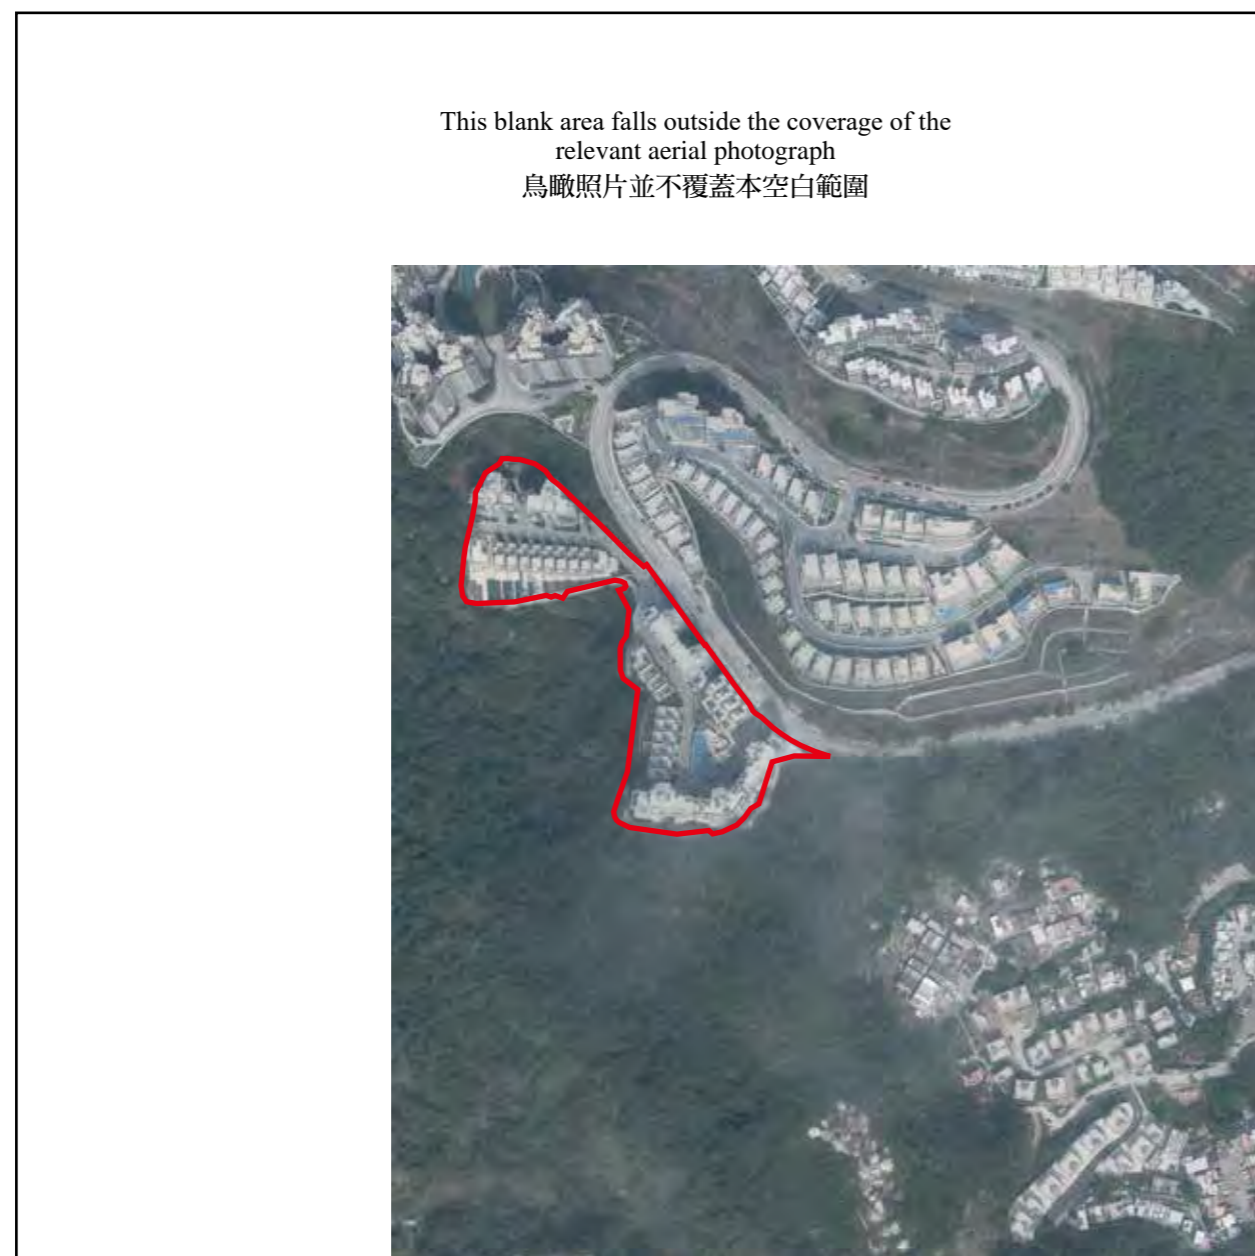 This blank area falls outside the coverage of the
relevant aerial photograph
鳥瞰照片並不覆蓋本空白範圍